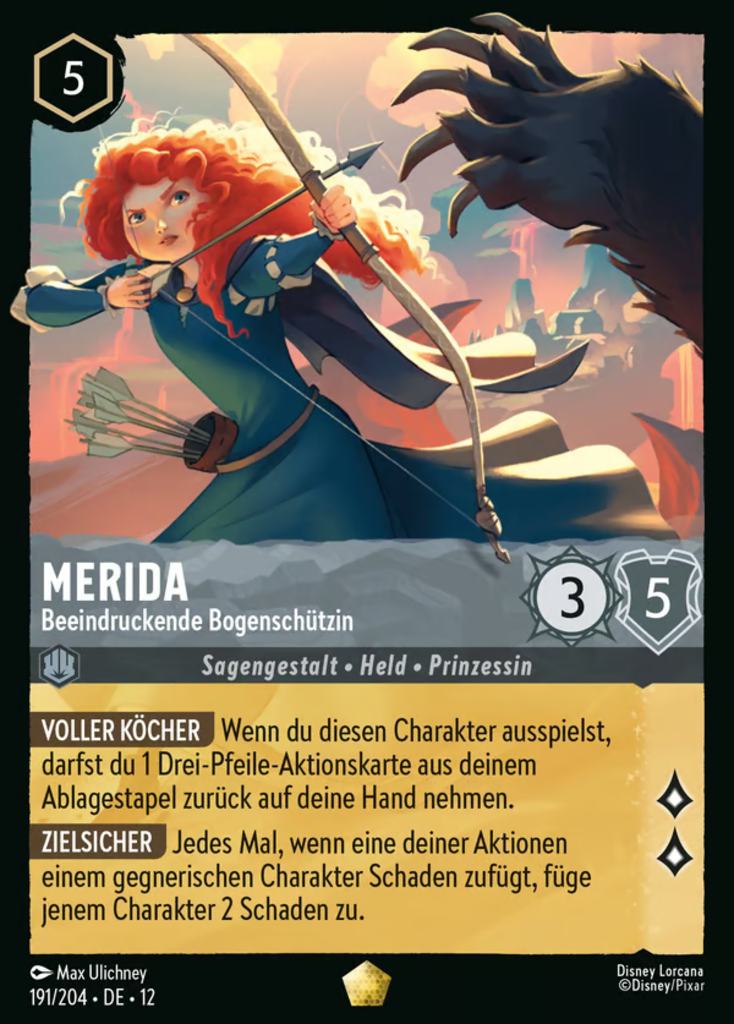 5
MERIDA
Beeindruckende Bogenschützin
3
5
Sagengestalt • Held • Prinzessin
VOLLER KÖCHER Wenn du diesen Charakter ausspielst,
darfst du 1 Drei-Pfeile-Aktionskarte aus deinem
Ablagestapel zurück auf deine Hand nehmen.
ZIELSICHER Jedes Mal, wenn eine deiner Aktionen
einem gegnerischen Charakter Schaden zufügt, füge
jenem Charakter 2 Schaden zu.
Max Ulichney
191/204 • DE • 12
Disney Lorcana
©Disney/Pixar